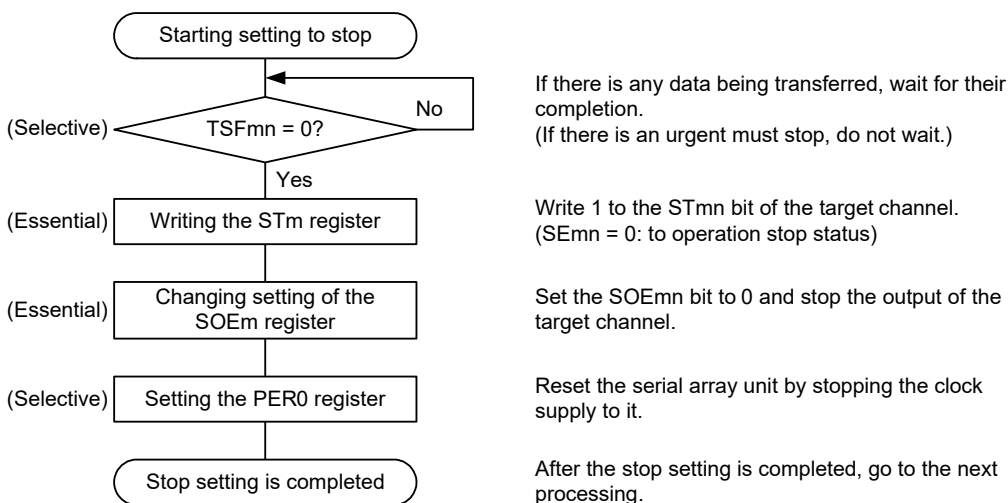 Starting setting to stop
If there is any data being transferred, wait for their
completion.
(If there is an urgent must stop, do not wait.)
No
(Selective)
TSFmn = 0?
Yes
(Essential)
Writing the STm register
Write 1 to the STmn bit of the target channel.
(SEmn = 0: to operation stop status)
(Essential)
Changing setting of the
SOEm register
Set the SOEmn bit to 0 and stop the output of the
target channel.
(Selective)
Setting the PER0 register
Reset the serial array unit by stopping the clock
supply to it.
Stop setting is completed
After the stop setting is completed, go to the next
processing.